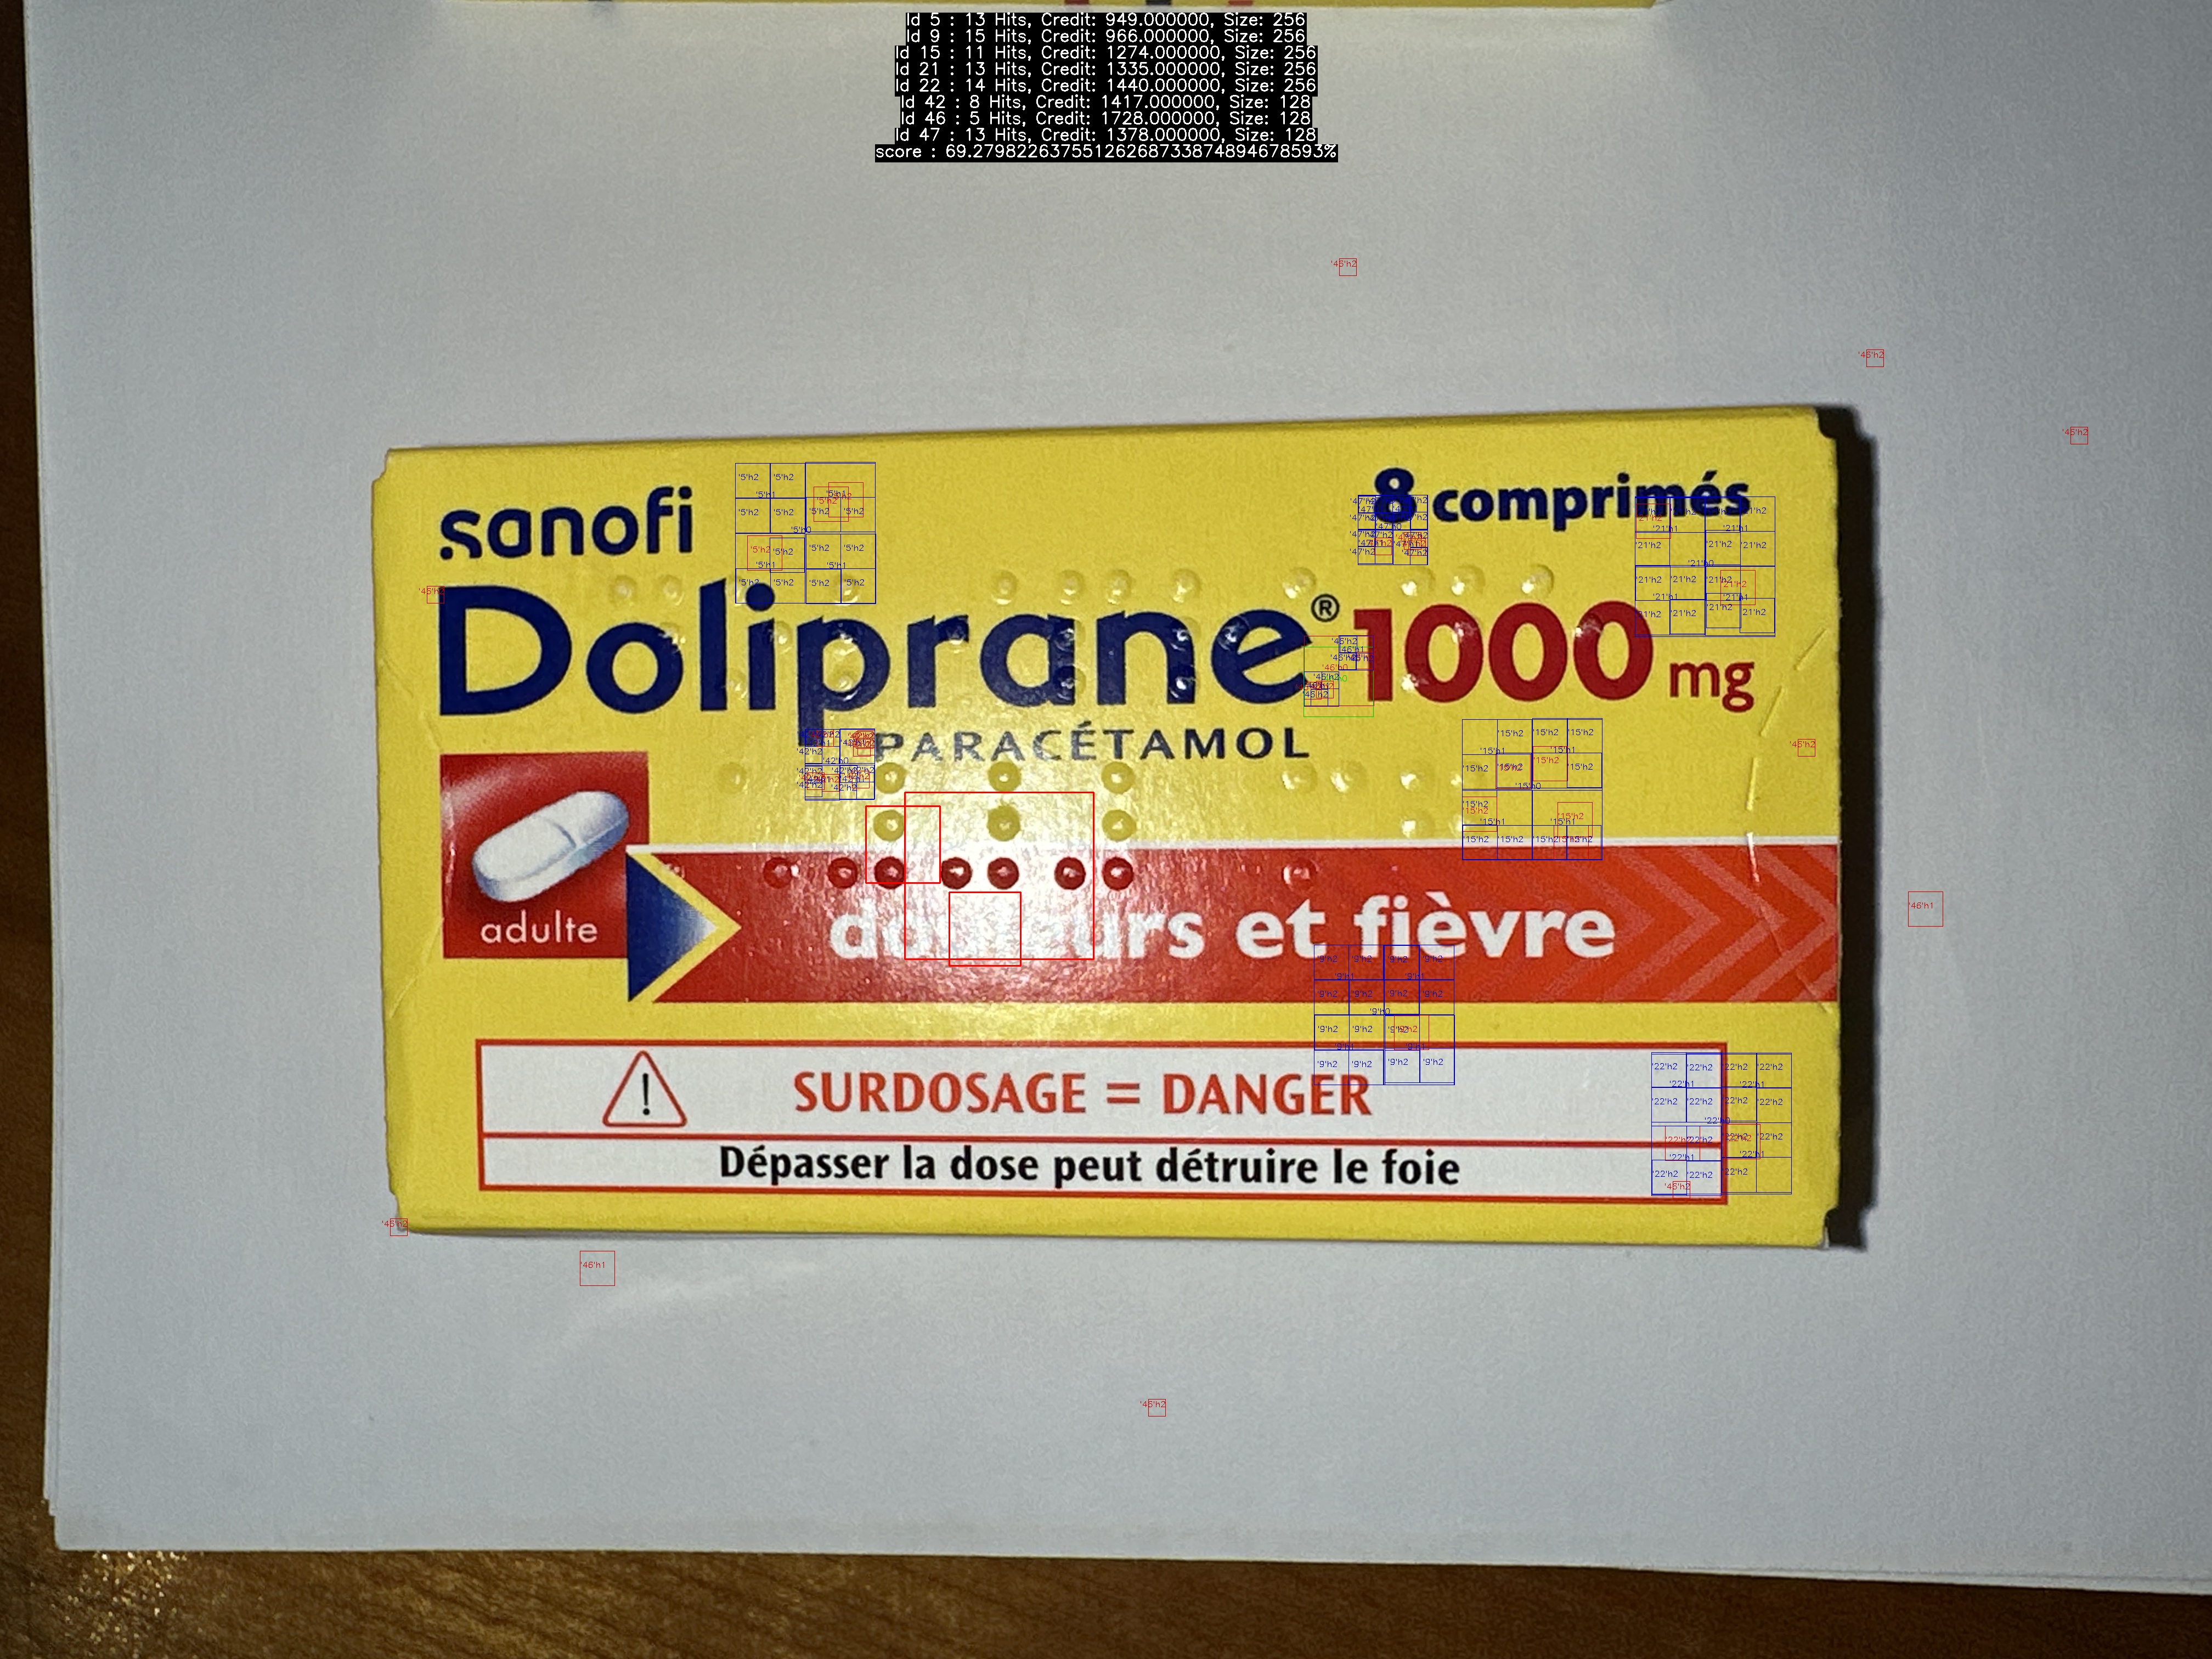 Id 5 : 13 Hits, Credit: 949.000000, Size: 256
Id 9 : 15 Hits, Credit: 966.000000, Size: 256
Id 15 : 11 Hits, Credit: 1274.000000, Size: 256
Id 21 : 13 Hits, Credit: 1335.000000, Size: 256
Id 22 : 14 Hits, Credit: 1440.000000, Size: 256
Id 42 : 8 Hits, Credit: 1417.000000, Size: 128
Id 46 : 5 Hits, Credit: 1728.000000, Size: 128
Id 47 : 13 Hits, Credit: 1378.000000, Size: 128
score : 69.27982263755126268733874894678593%
sanofi
8 comprimés
Doliprane® 1000 mg
PARACÉTAMOL
adulte
douleurs et fièvre
! SURDOSAGE = DANGER
Dépasser la dose peut détruire le foie